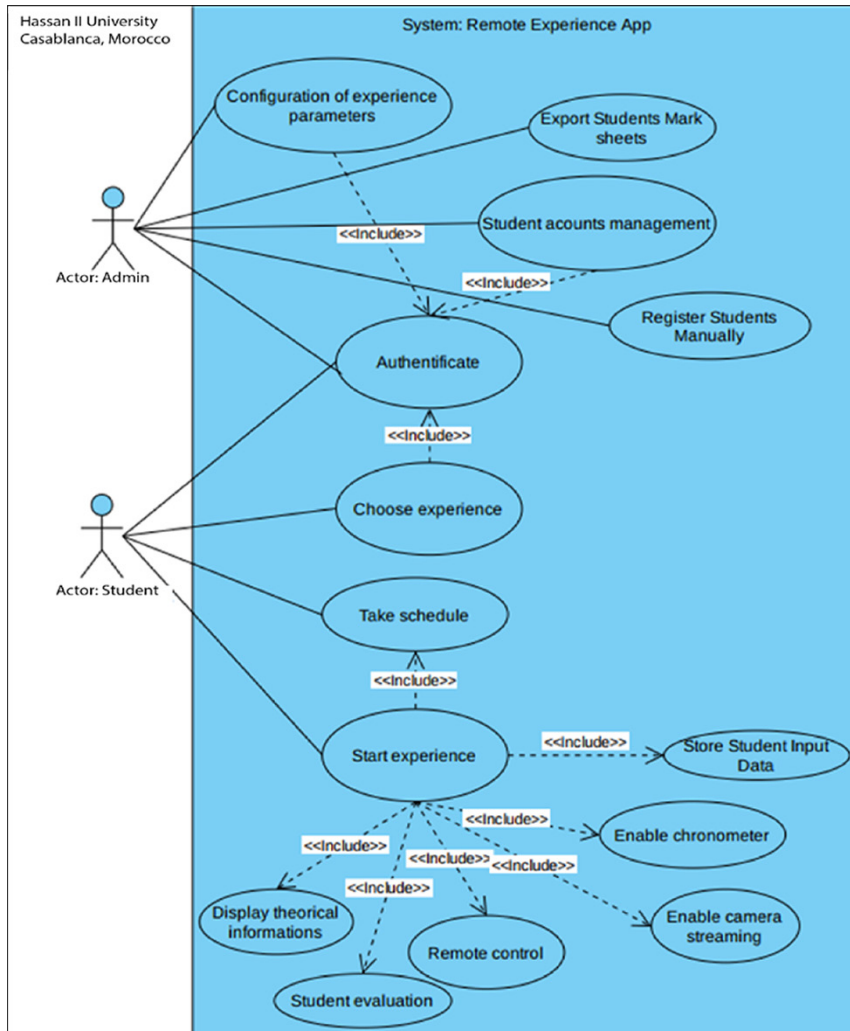 Hassan II University
Casablanca, Morocco
System: Remote Experience App
Configuration of experience
parameters
Export Students Mark
sheets
Student acounts management
<<Include>>
Actor: Admin
<<Include>>
Register Students
Manually
Authentificate
<<Include>>
Choose experience
Actor: Student
Take schedule
<<Include>>
Start experience
<<Include>>
Store Student Input
Data
<<Include>>
Enable chronometer
<<Include>>
<<Include>>
<<Include>>
<<Include>>
Display theorical
informations
Enable camera
streaming
Remote control
Student evaluation